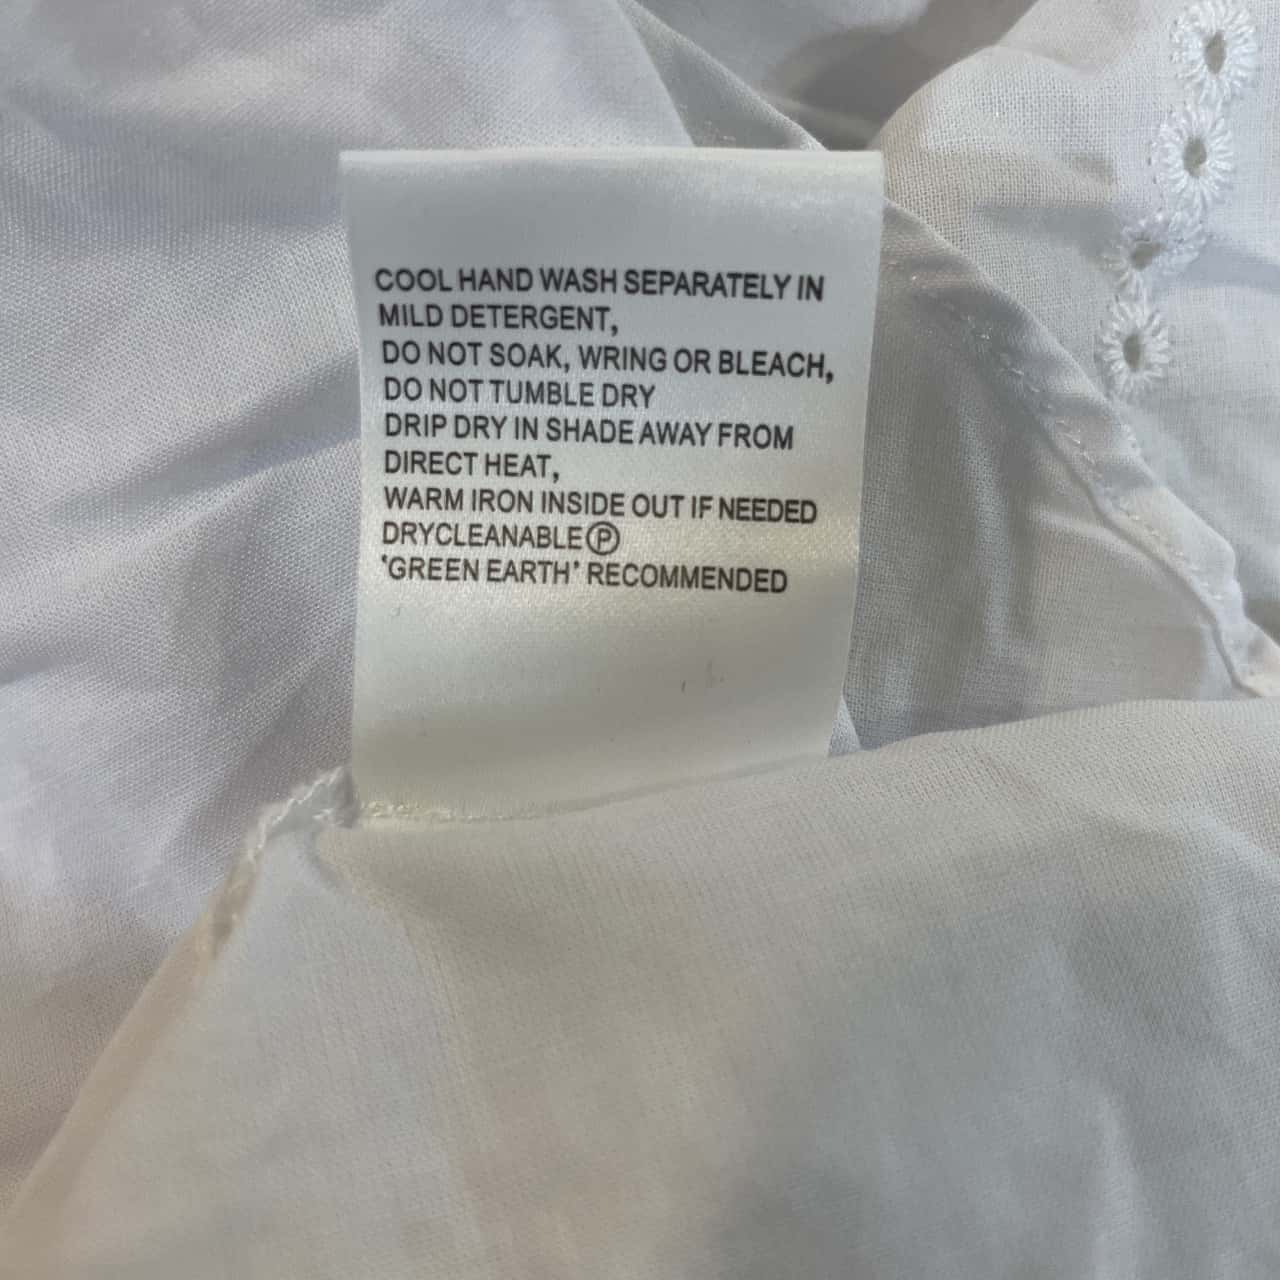 COOL HAND WASH SEPARATELY IN
MILD DETERGENT,
DO NOT SOAK, WRING OR BLEACH,
DO NOT TUMBLE DRY
DRIP DRY IN SHADE AWAY FROM
DIRECT HEAT,
WARM IRON INSIDE OUT IF NEEDED
DRYCLEANABLE Ⓟ
'GREEN EARTH' RECOMMENDED